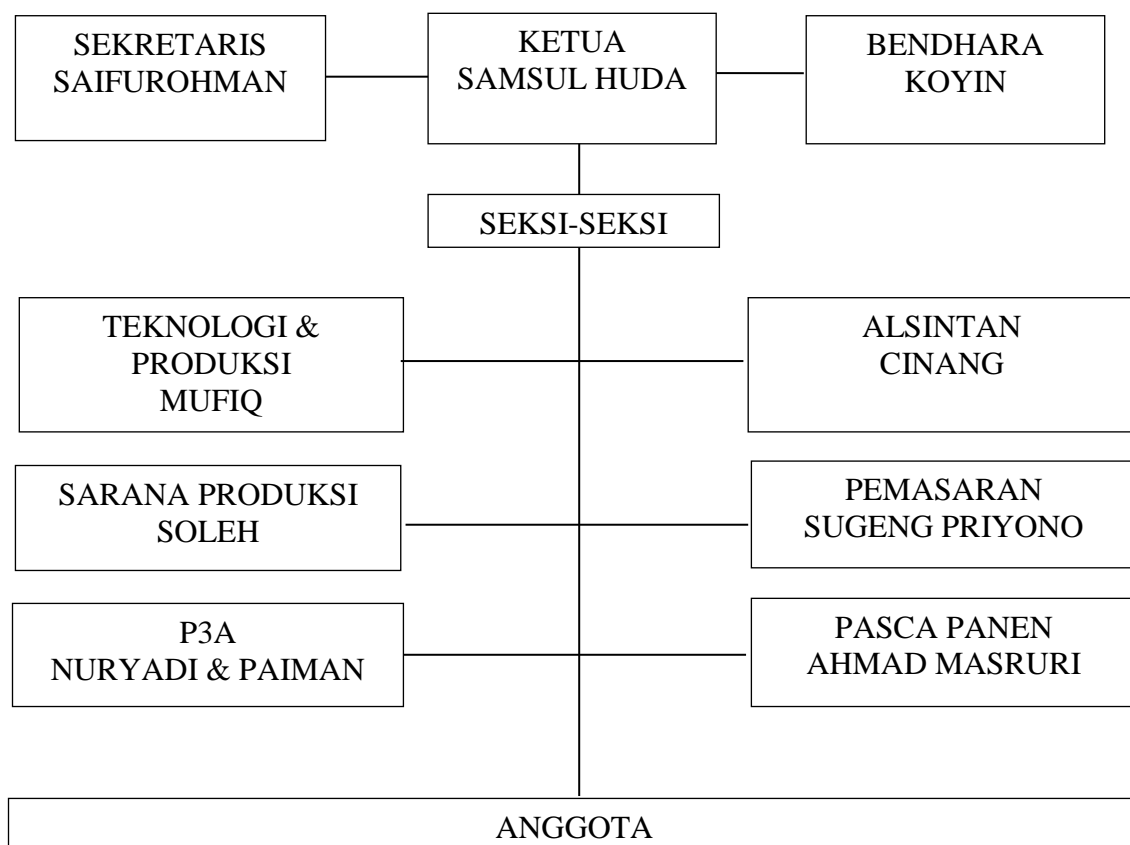 SEKRETARIS
SAIFUROHMAN
KETUA
SAMSUL HUDA
BENDHARA
KOYIN
SEKSI-SEKSI
TEKNOLOGI &
PRODUKSI
MUFIQ
ALSINTAN
CINANG
SARANA PRODUKSI
SOLEH
PEMASARAN
SUGENG PRIYONO
P3A
NURYADI & PAIMAN
PASCA PANEN
AHMAD MASRURI
ANGGOTA